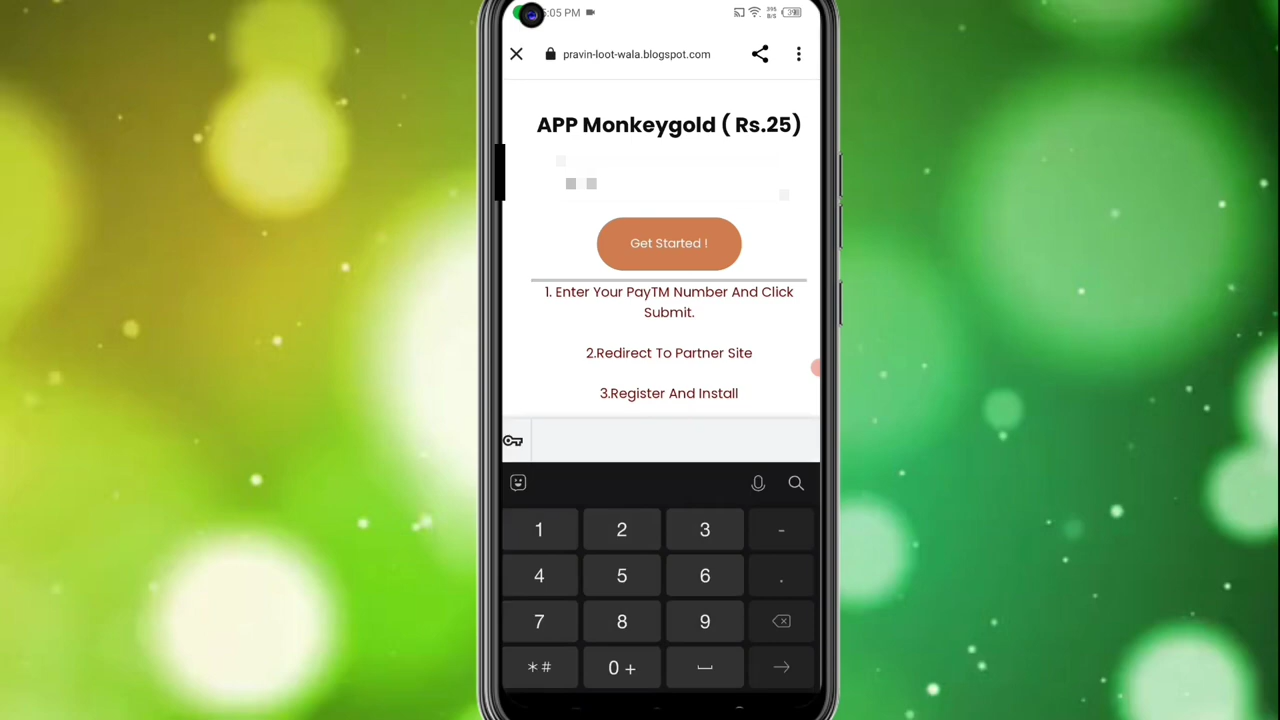 5:05 PM
395 B/S
39
pravin-loot-wala.blogspot.com
APP Monkeygold ( Rs.25)
Get Started !
1. Enter Your PayTM Number And Click
Submit.
2.Redirect To Partner Site
3.Register And Install
1 2 3 -
4 5 6 .
7 8 9
*# 0 +